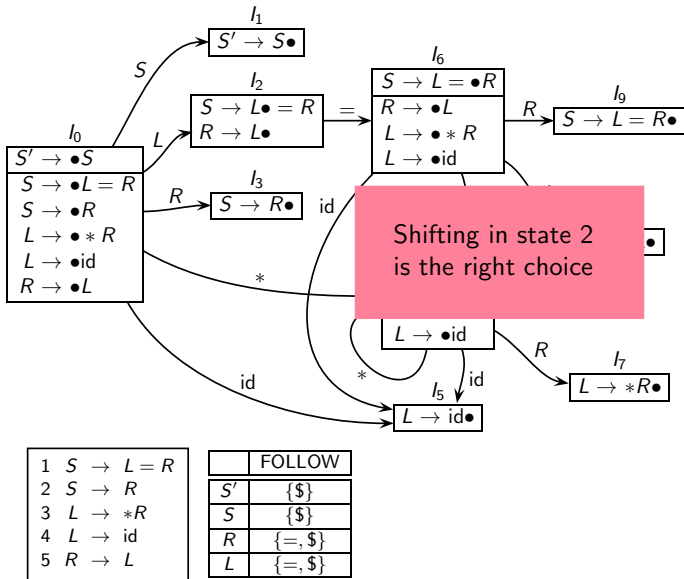 I1
S′ → S●
S
I6
S → L = ●R
R → ●L
L → ● * R
L → ●id
I2
S → L● = R
R → L●
=
R
I9
S → L = R●
L
I0
S′ → ●S
S → ●L = R
S → ●R
L → ● * R
L → ●id
R → ●L
R
I3
S → R●
id
Shifting in state 2
is the right choice
●
*
L → ●id
*
id
R
I7
L → *R●
id
I5
L → id●
1 S → L = R
2 S → R
3 L → *R
4 L → id
5 R → L
FOLLOW
S′ {$}
S {$}
R {=, $}
L {=, $}